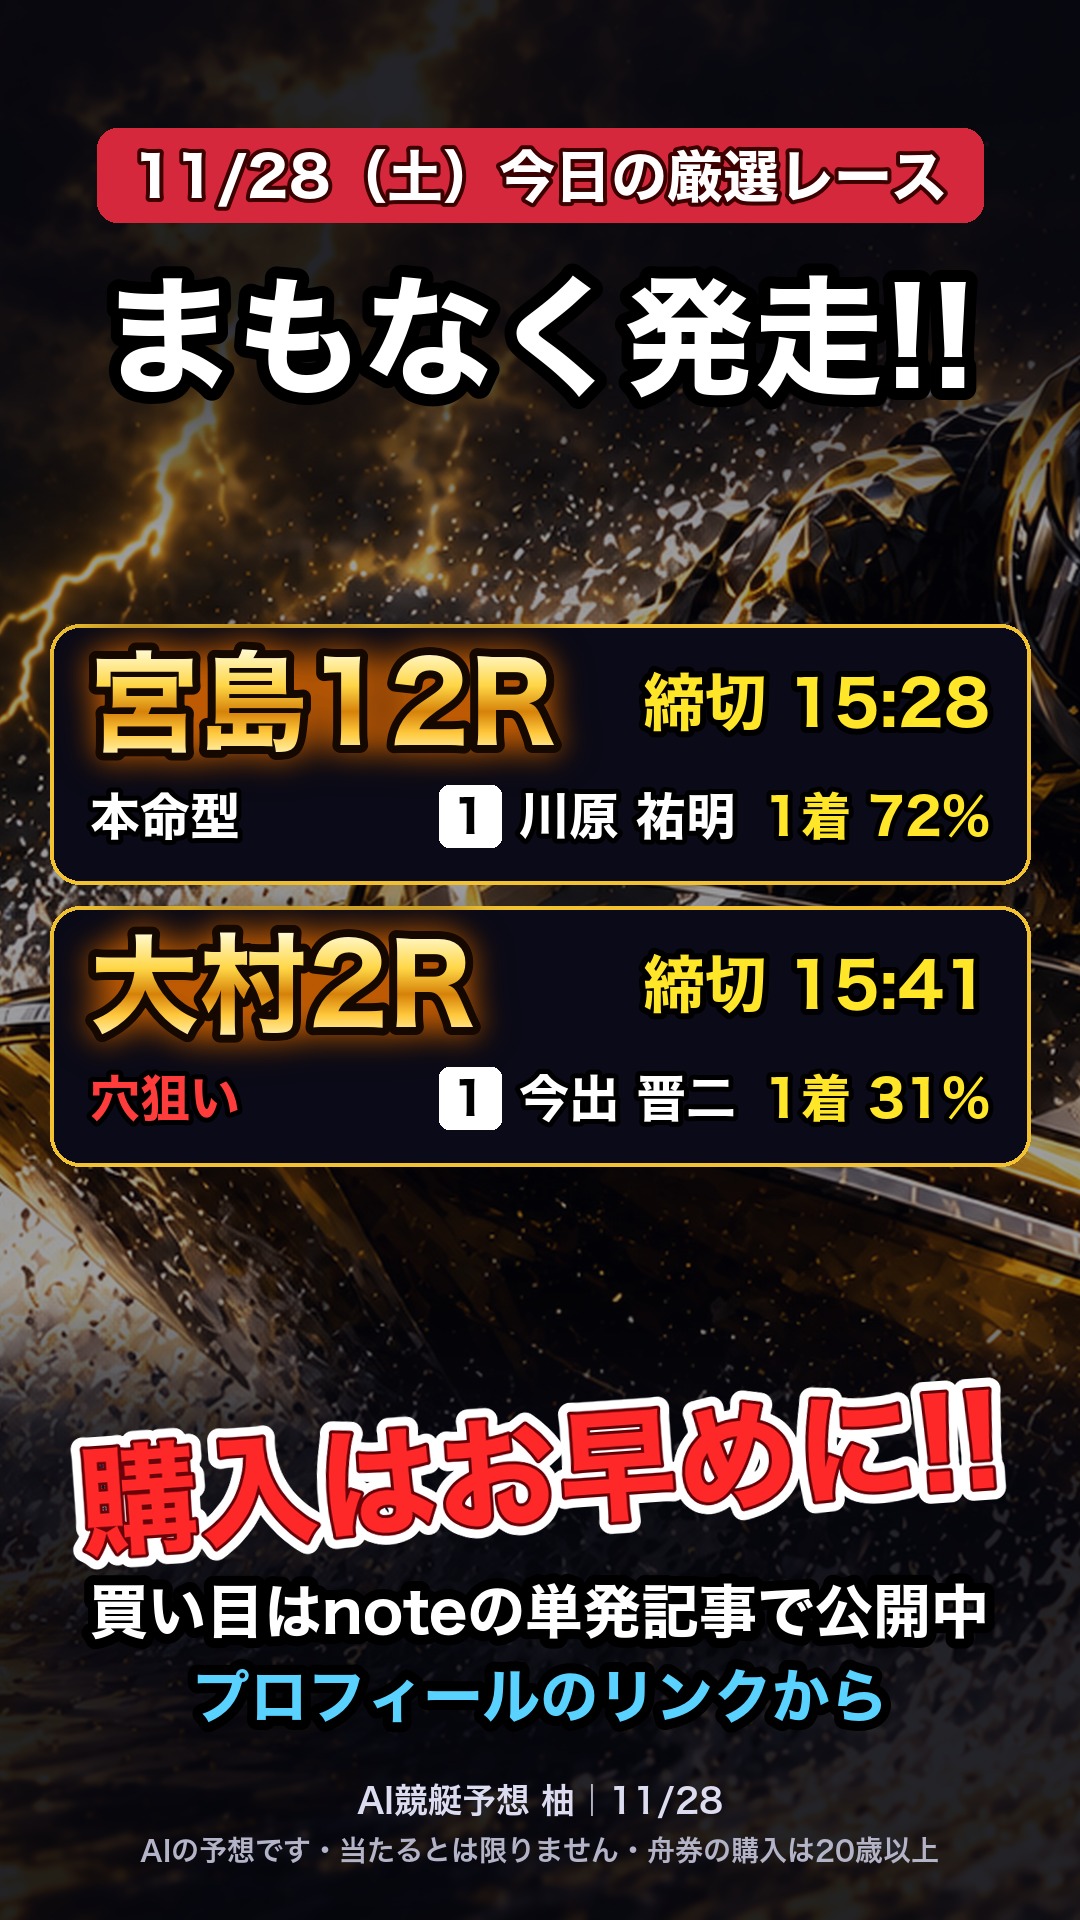 11/28（土）今日の厳選レース
まもなく発走!!
宮島12R 締切 15:28
本命型 1 川原 祐明 1着 72%
大村2R 締切 15:41
穴狙い 1 今出 晋二 1着 31%
購入はお早めに!!
買い目はnoteの単発記事で公開中
プロフィールのリンクから
AI競艇予想 柚｜11/28
AIの予想です・当たるとは限りません・舟券の購入は20歳以上